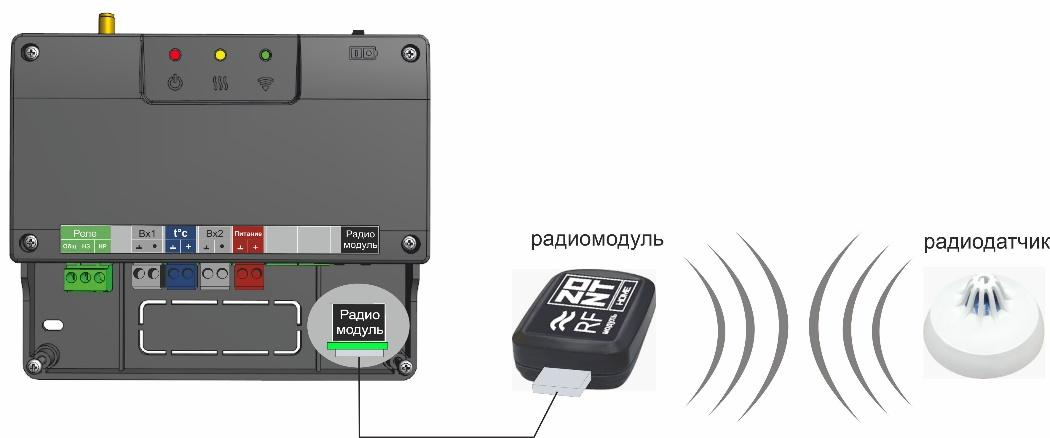 Реле
Общ НЗ НР
Вх1
t°c
Вх2
Питание
Радио
модуль
Радио
модуль
радиомодуль
ZONT
HOME
RF
модуль
радиодатчик